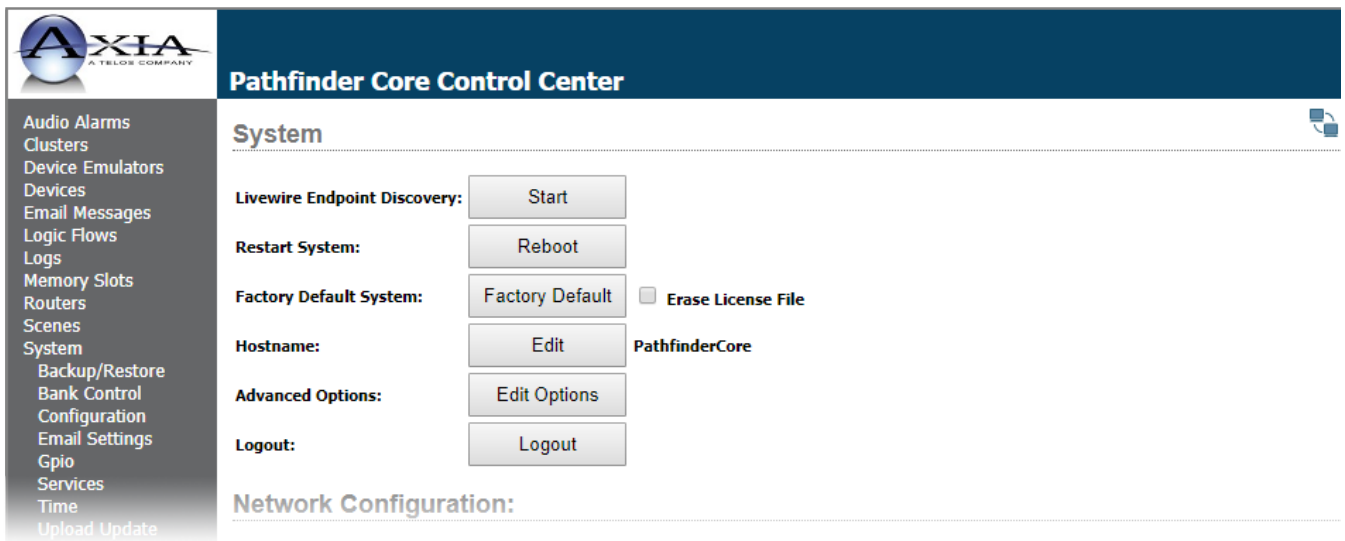 AXIA
A TELOS COMPANY
Pathfinder Core Control Center
Audio Alarms
Clusters
Device Emulators
Devices
Email Messages
Logic Flows
Logs
Memory Slots
Routers
Scenes
System
Backup/Restore
Bank Control
Configuration
Email Settings
Gpio
Services
Time
Upload Update
System
Livewire Endpoint Discovery: Start
Restart System: Reboot
Factory Default System: Factory Default Erase License File
Hostname: Edit PathfinderCore
Advanced Options: Edit Options
Logout: Logout
Network Configuration: